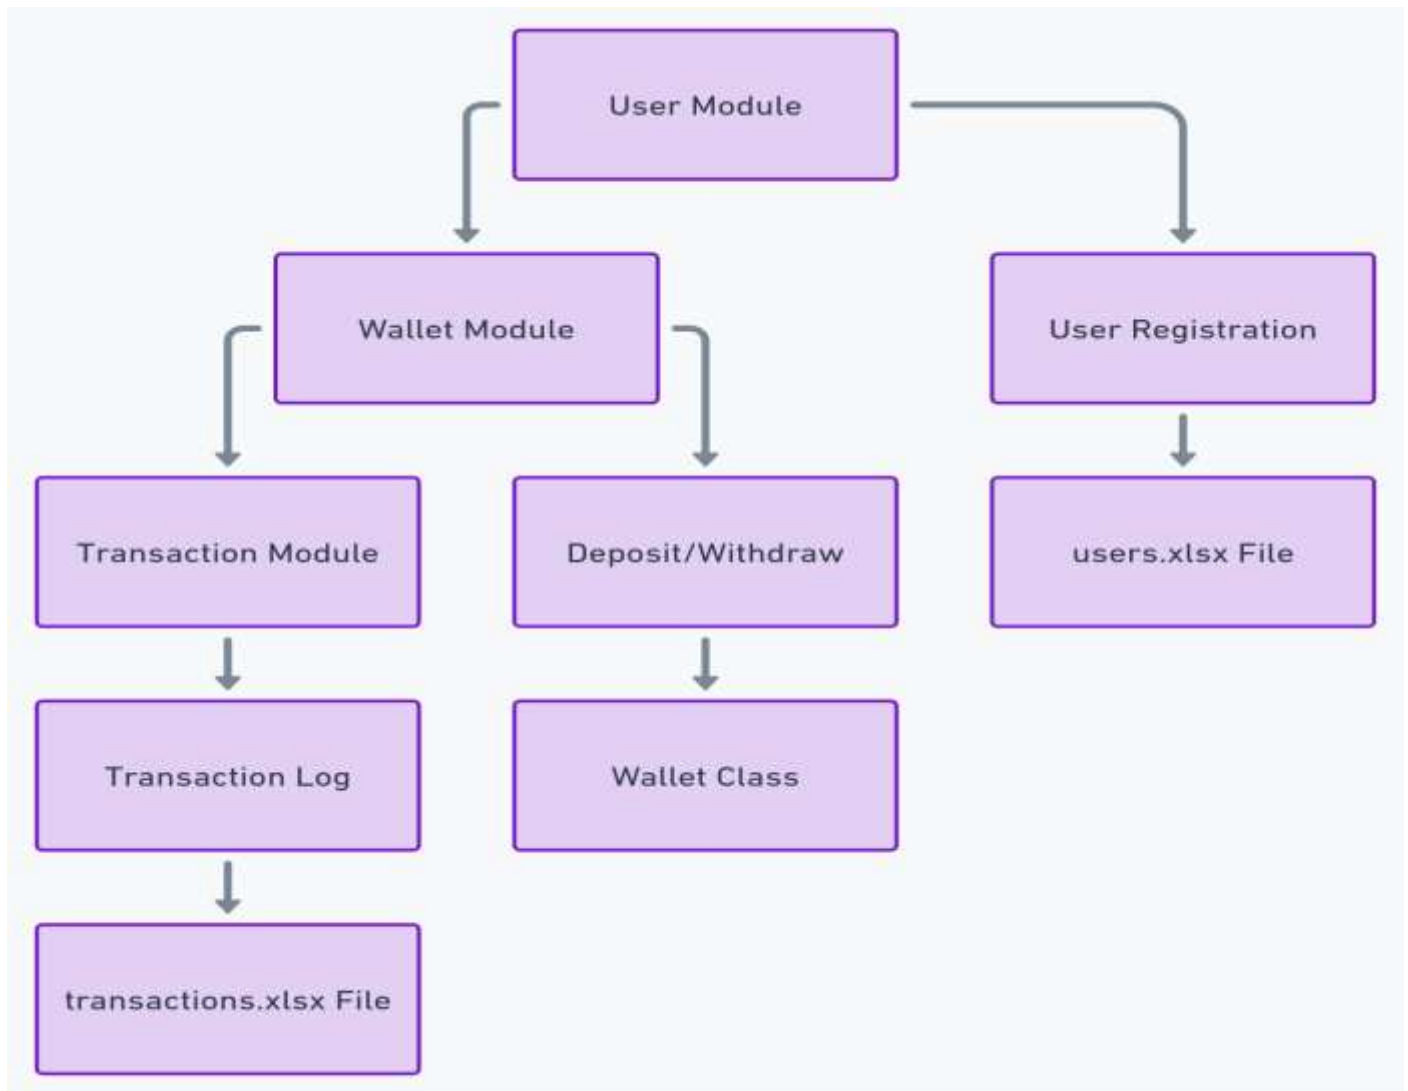 User Module
Wallet Module
User Registration
Transaction Module
Deposit/Withdraw
users.xlsx File
Transaction Log
Wallet Class
transactions.xlsx File